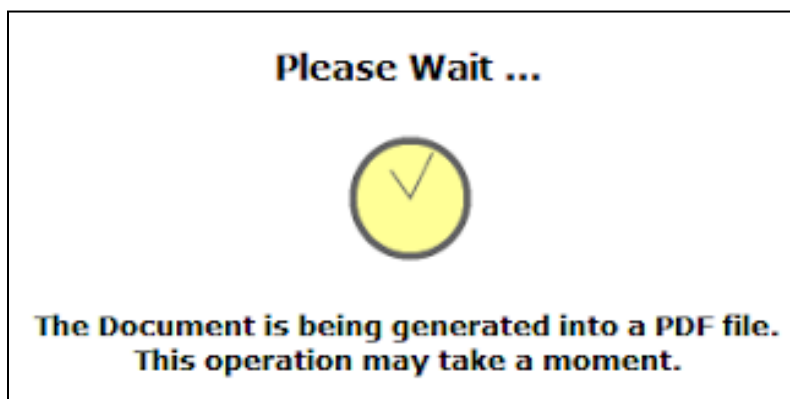 Please Wait ...
The Document is being generated into a PDF file.
This operation may take a moment.